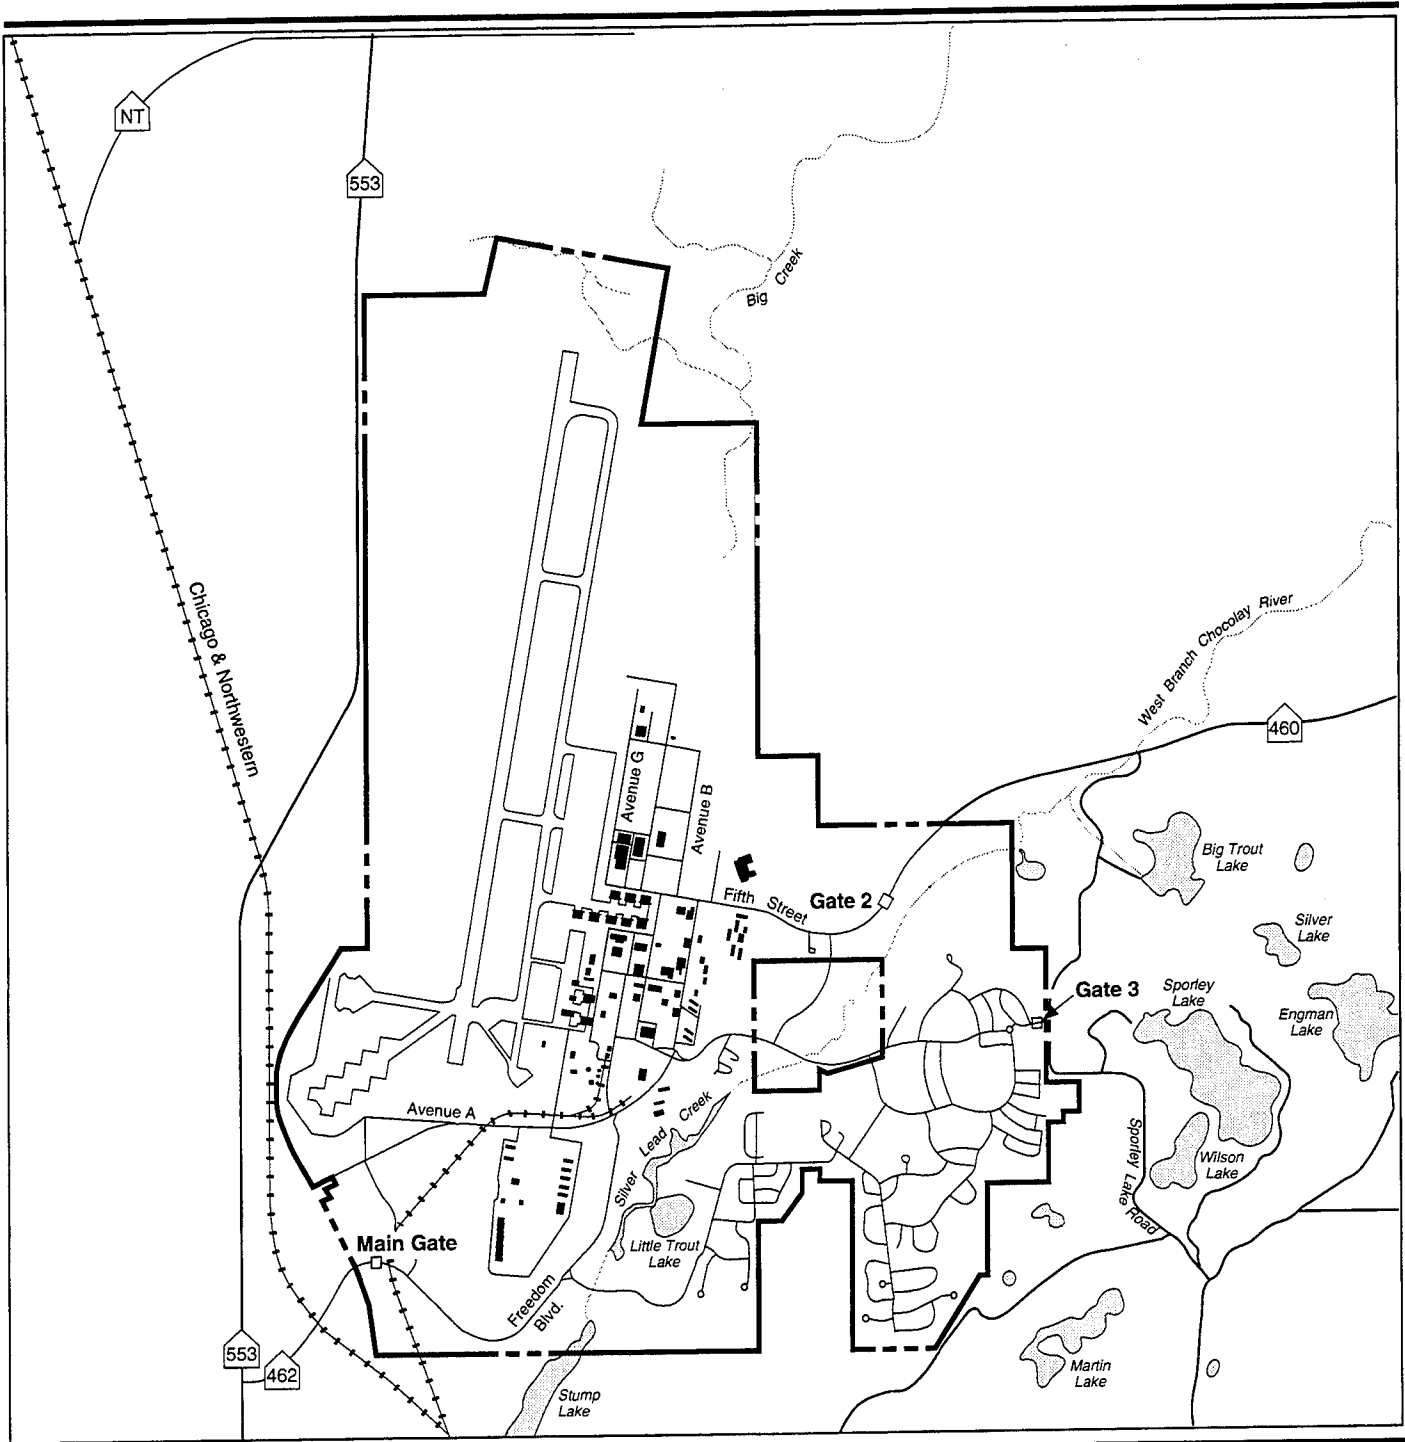 NT
553
Big Creek
Chicago & Northwestern
West Branch Chocolay River
460
Avenue G
Avenue B
Big Trout
Lake
Fifth Street
Gate 2
Silver
Lake
Gate 3
Sporley
Lake
Engman
Lake
Avenue A
Silver Lead Creek
Sporley Lake Road
Wilson
Lake
Main Gate
Little Trout
Lake
Freedom
Blvd.
553
462
Stump
Lake
Martin
Lake